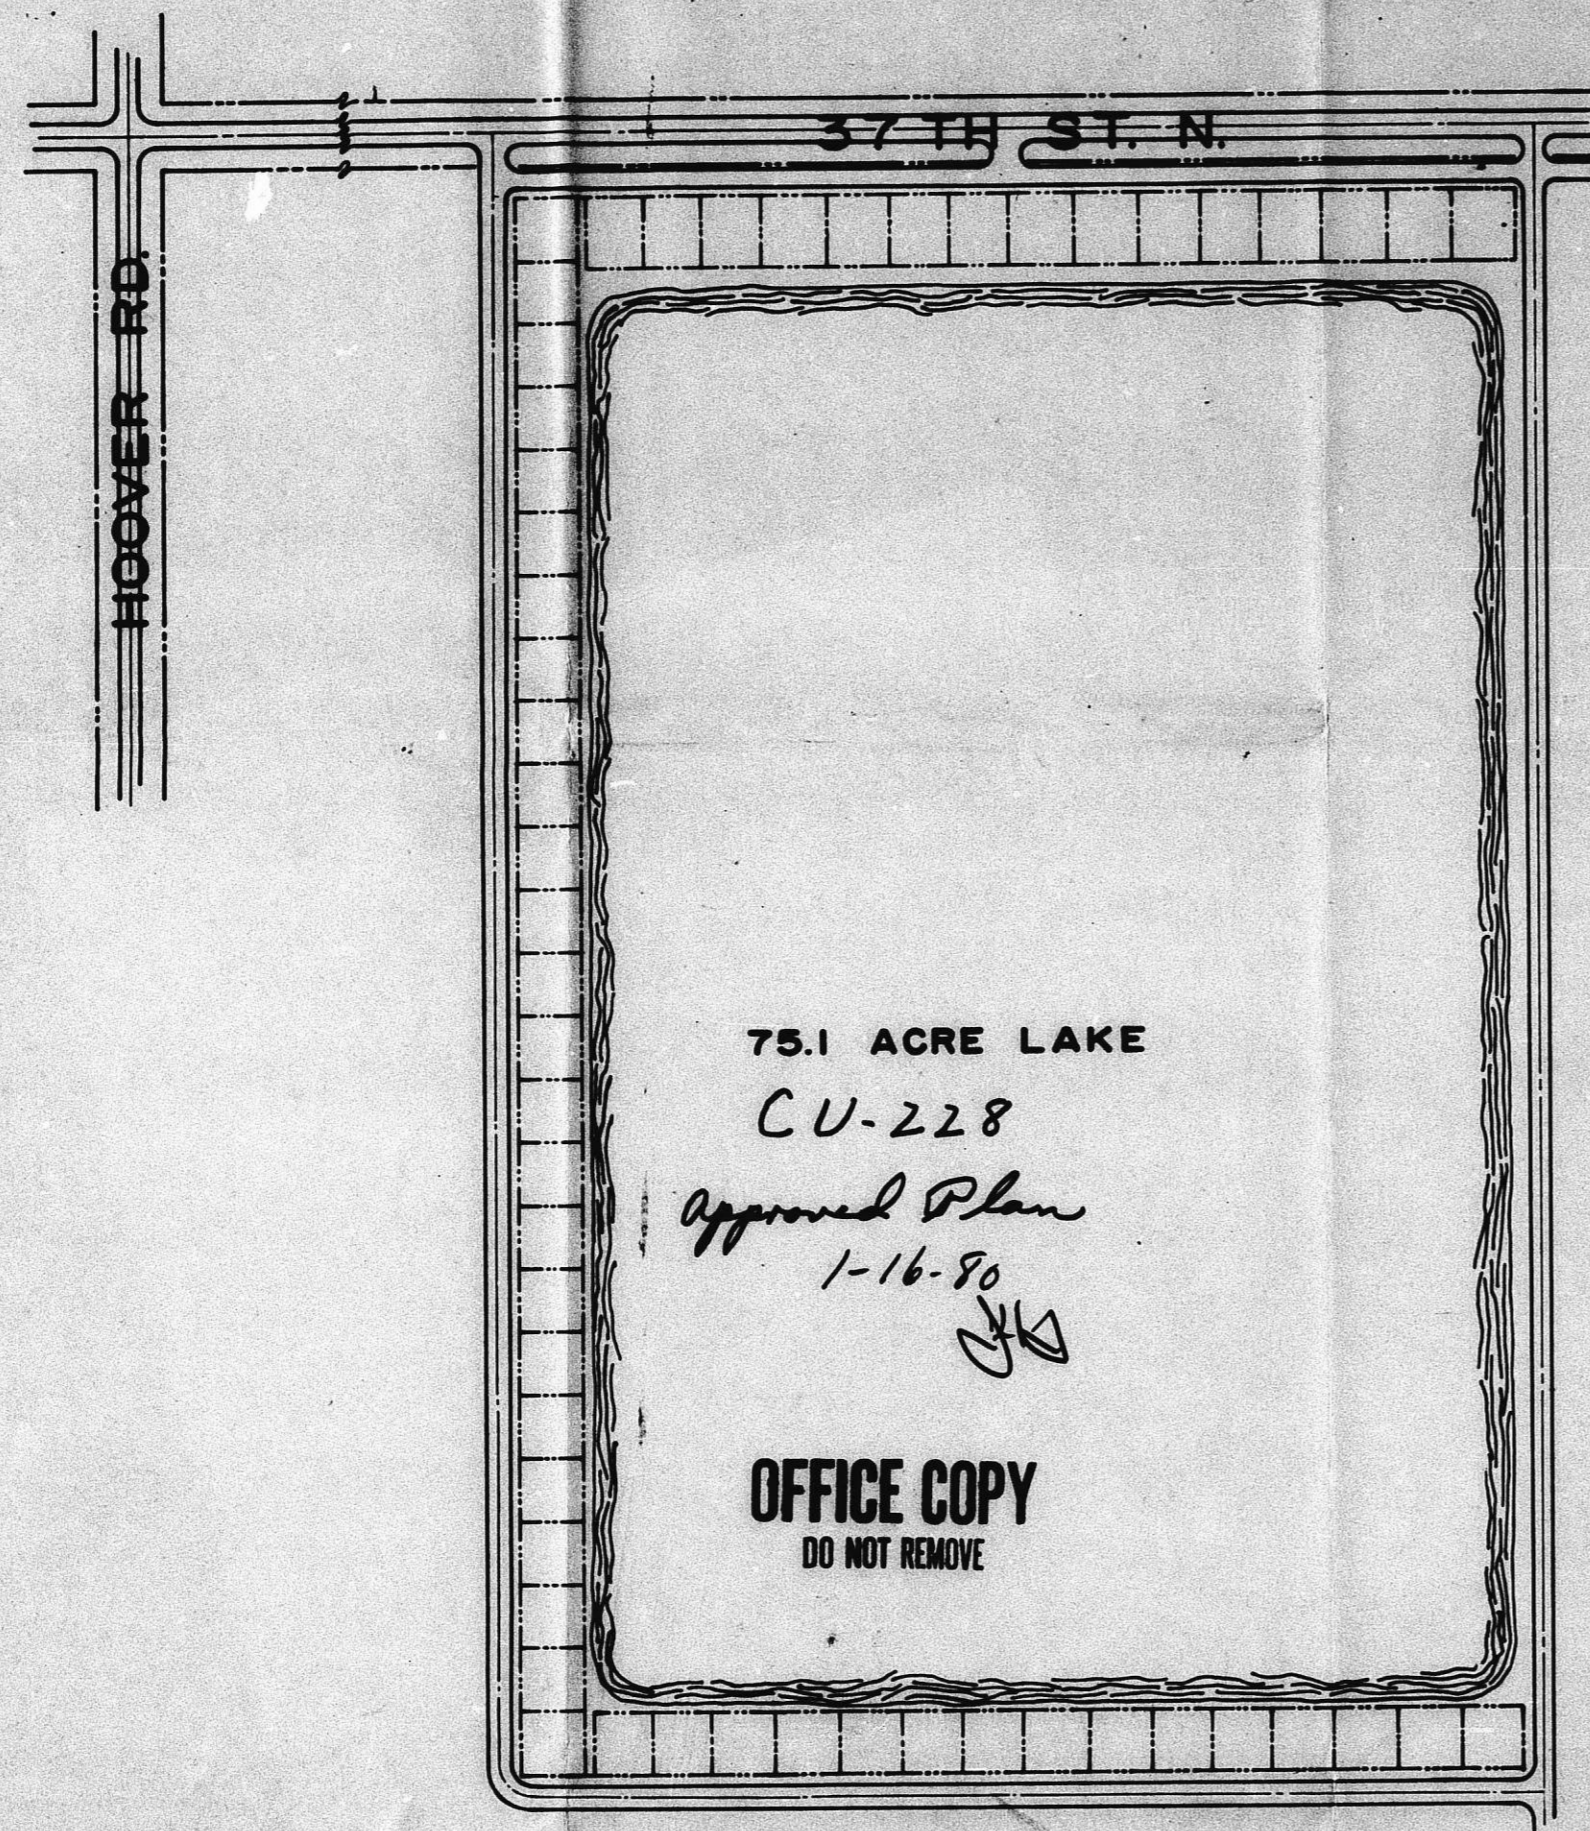 37TH ST. N.
HOOVER RD.
75.1 ACRE LAKE
CU-228
approved Plan
1-16-80
OFFICE COPY
DO NOT REMOVE